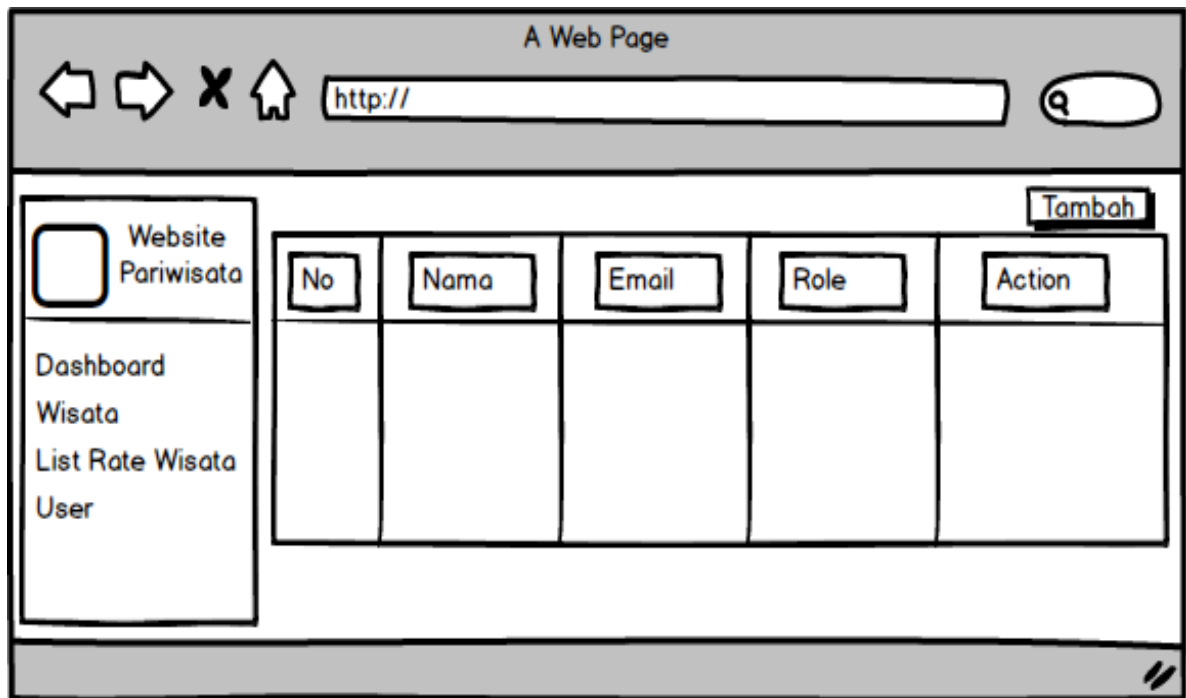 A Web Page
http://
Tambah
Website
Pariwisata
No
Nama
Email
Role
Action
Dashboard
Wisata
List Rate Wisata
User